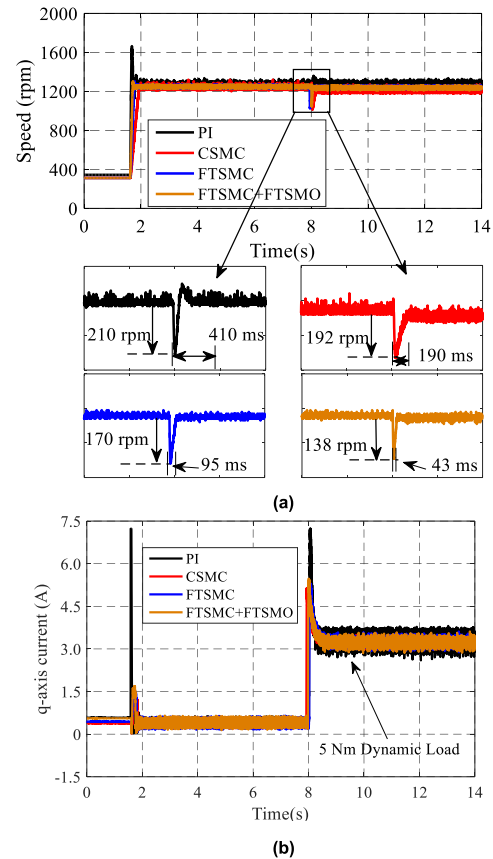 2000
1600
1200
800
400
0
Speed (rpm)
PI
CSMC
FTSMC
FTSMC+FTSMO
0 2 4 6 8 10 12 14
Time(s)
210 rpm
410 ms
192 rpm
190 ms
170 rpm
95 ms
138 rpm
43 ms
(a)
7.5
6.0
4.5
3.0
1.5
0
-1.5
q-axis current (A)
PI
CSMC
FTSMC
FTSMC+FTSMO
5 Nm Dynamic Load
0 2 4 6 8 10 12 14
Time(s)
(b)